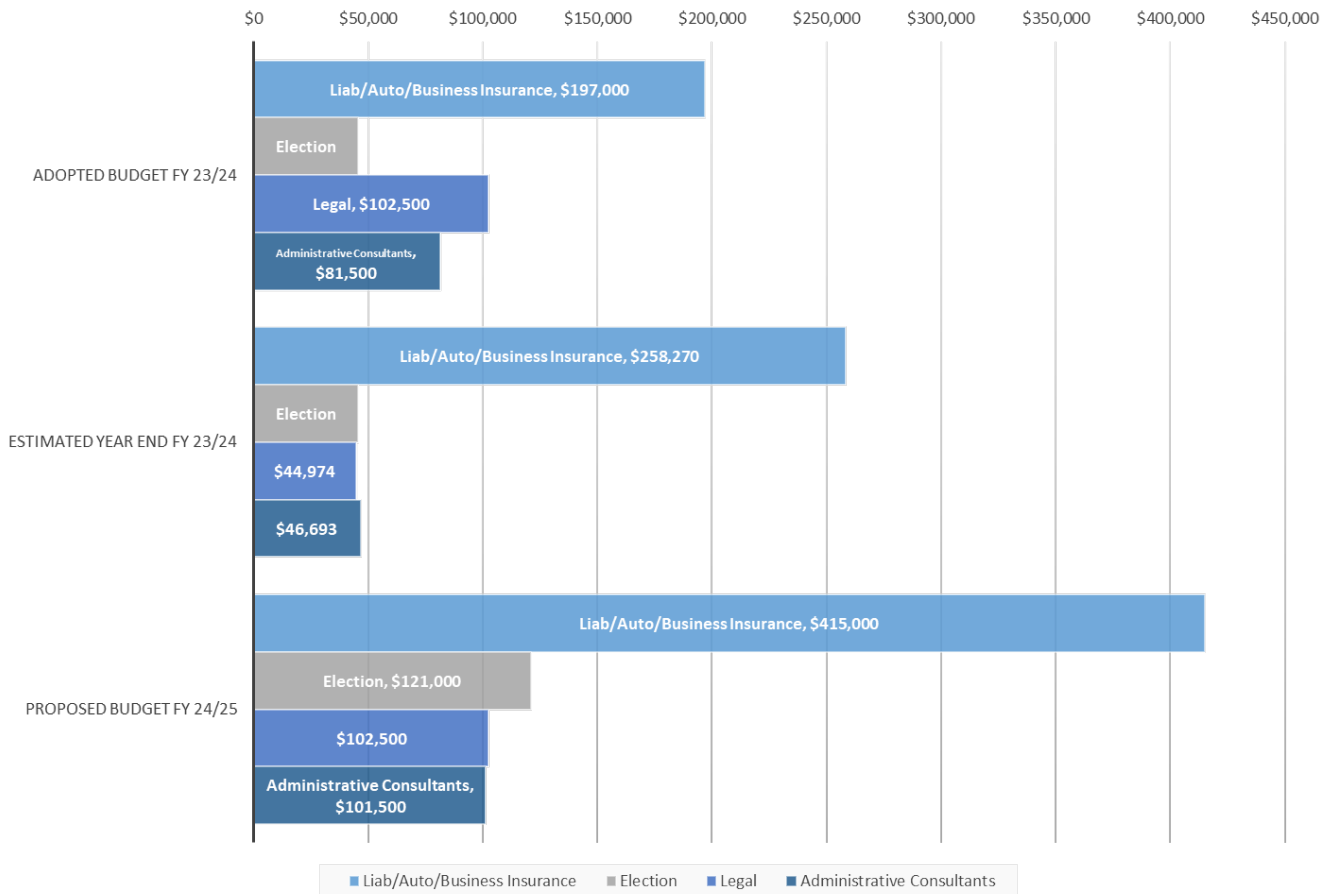 $0 $50,000 $100,000 $150,000 $200,000 $250,000 $300,000 $350,000 $400,000 $450,000
Liab/Auto/Business Insurance, $197,000
Election
ADOPTED BUDGET FY 23/24
Legal, $102,500
Administrative Consultants,
$81,500
Liab/Auto/Business Insurance, $258,270
Election
ESTIMATED YEAR END FY 23/24
$44,974
$46,693
Liab/Auto/Business Insurance, $415,000
Election, $121,000
PROPOSED BUDGET FY 24/25
$102,500
Administrative Consultants,
$101,500
Liab/Auto/Business Insurance Election Legal Administrative Consultants